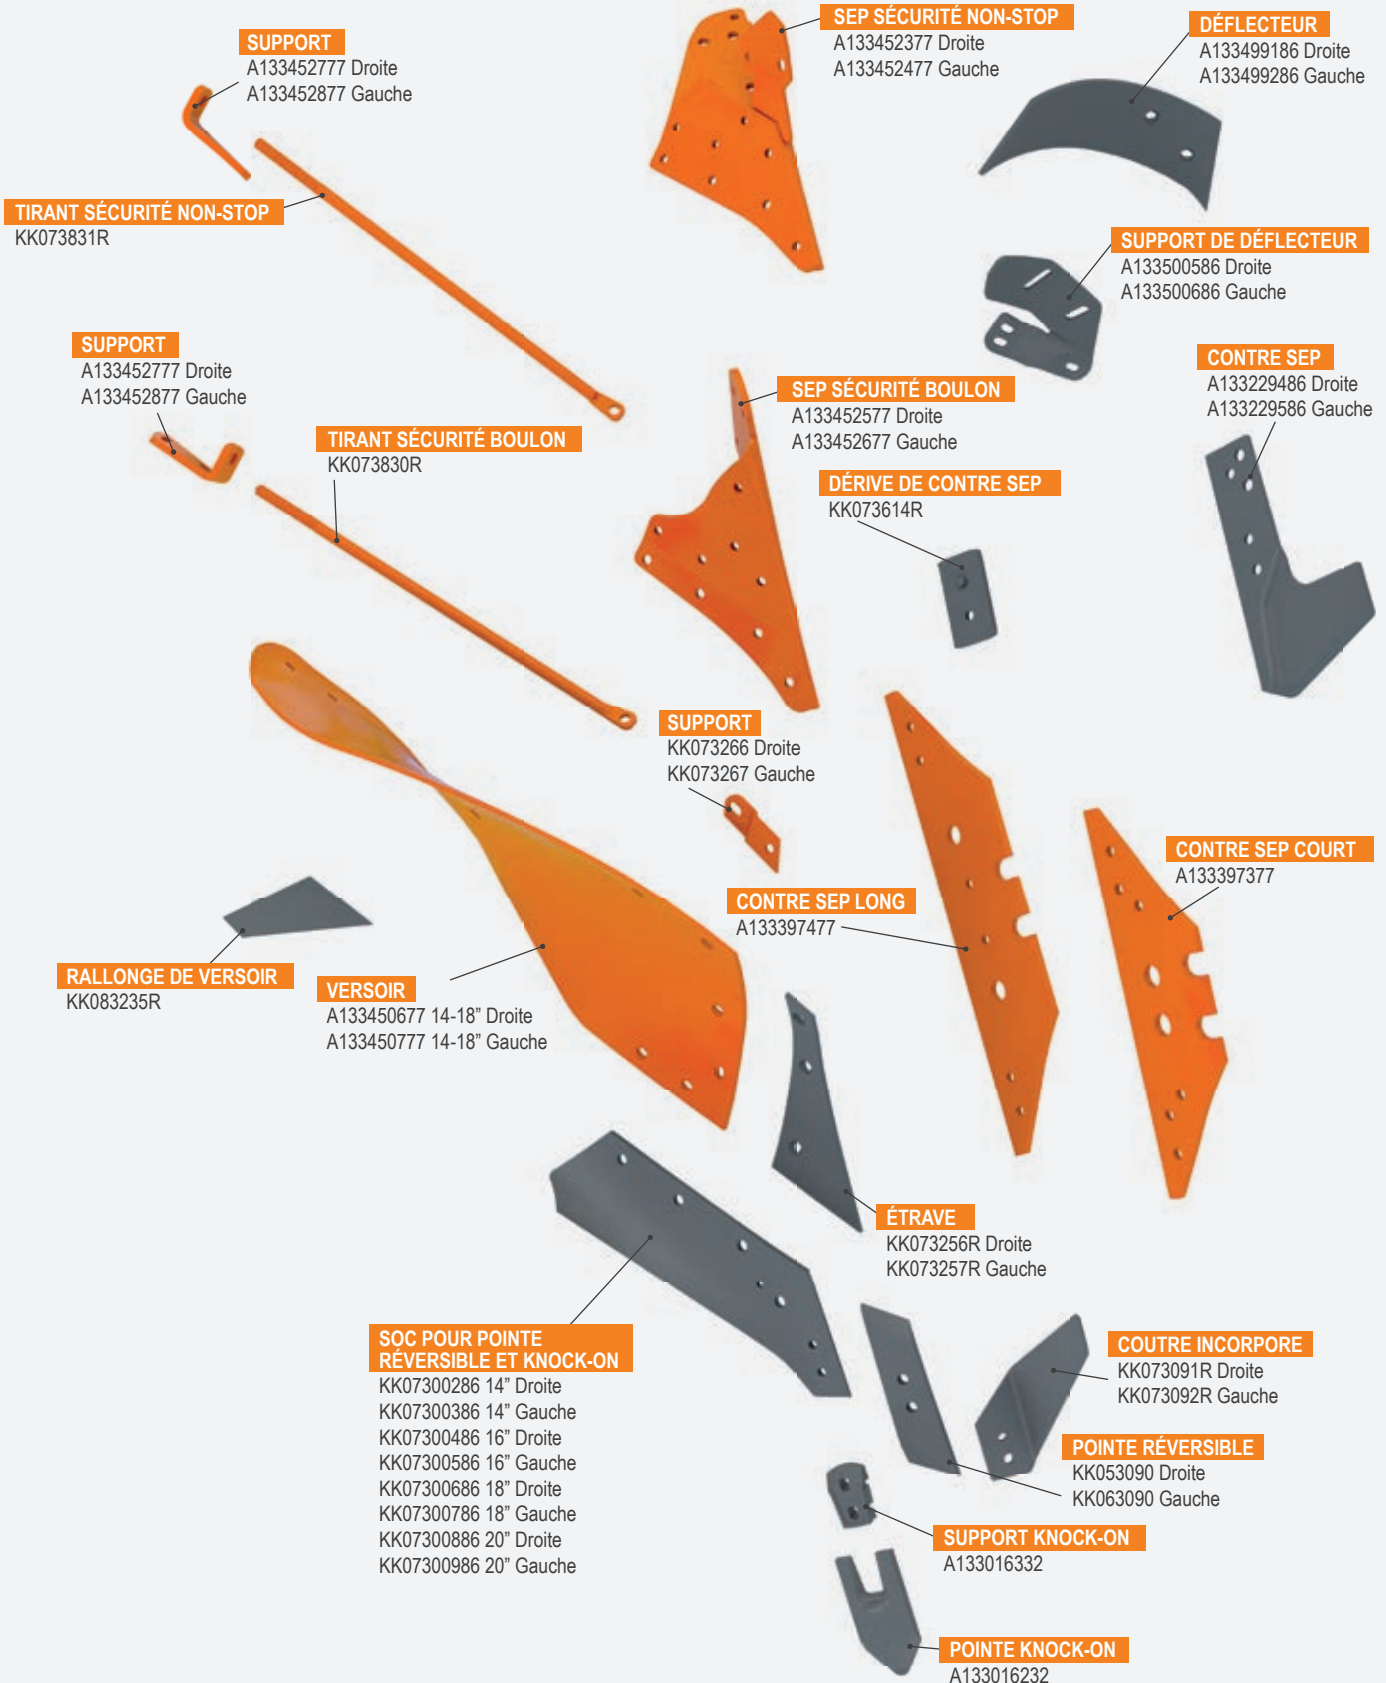 SUPPORT
A133452777 Droite
A133452877 Gauche
SEP SÉCURITÉ NON-STOP
A133452377 Droite
A133452477 Gauche
DÉFLECTEUR
A133499186 Droite
A133499286 Gauche
TIRANT SÉCURITÉ NON-STOP
KK073831R
SUPPORT DE DÉFLECTEUR
A133500586 Droite
A133500686 Gauche
SUPPORT
A133452777 Droite
A133452877 Gauche
CONTRE SEP
A133229486 Droite
A133229586 Gauche
SEP SÉCURITÉ BOULON
A133452577 Droite
A133452677 Gauche
TIRANT SÉCURITÉ BOULON
KK073830R
DÉRIVE DE CONTRE SEP
KK073614R
SUPPORT
KK073266 Droite
KK073267 Gauche
CONTRE SEP COURT
A133397377
CONTRE SEP LONG
A133397477
RALLONGE DE VERSOIR
KK083235R
VERSOIR
A133450677 14-18” Droite
A133450777 14-18” Gauche
ÉTRAVE
KK073256R Droite
KK073257R Gauche
SOC POUR POINTE
RÉVERSIBLE ET KNOCK-ON
KK07300286 14” Droite
KK07300386 14” Gauche
KK07300486 16” Droite
KK07300586 16” Gauche
KK07300686 18” Droite
KK07300786 18” Gauche
KK07300886 20” Droite
KK07300986 20” Gauche
COUTRE INCORPORE
KK073091R Droite
KK073092R Gauche
POINTE RÉVERSIBLE
KK053090 Droite
KK063090 Gauche
SUPPORT KNOCK-ON
A133016332
POINTE KNOCK-ON
A133016232